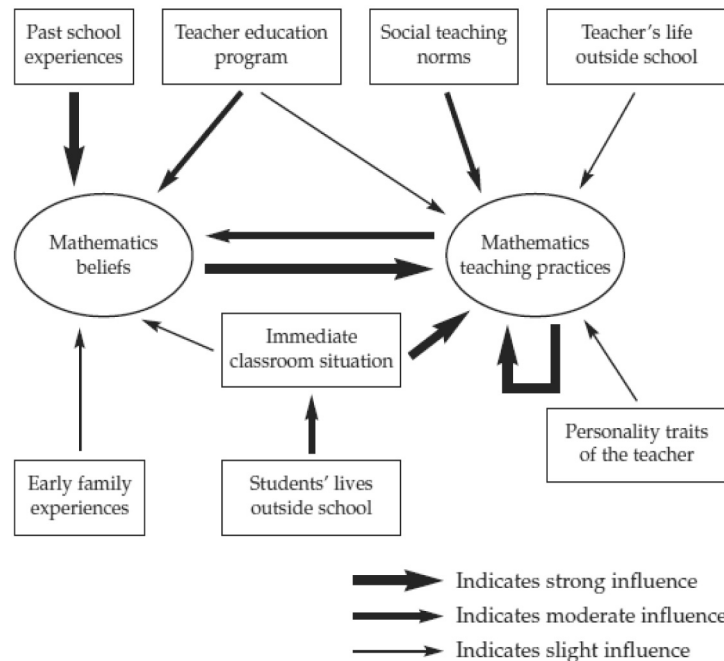 Past school
experiences
Teacher education
program
Social teaching
norms
Teacher’s life
outside school
Mathematics
beliefs
Mathematics
teaching practices
Immediate
classroom situation
Early family
experiences
Students’ lives
outside school
Personality traits
of the teacher
Indicates strong influence
Indicates moderate influence
Indicates slight influence